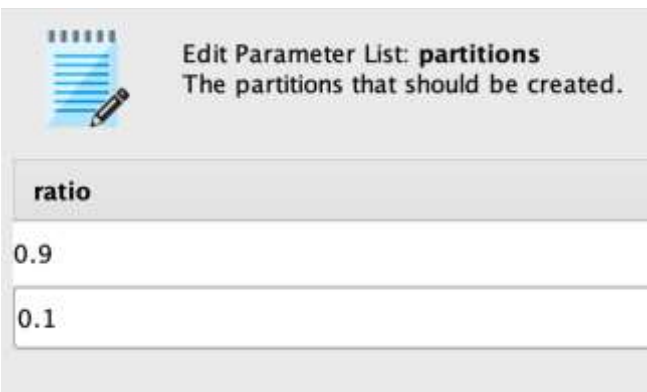 Edit Parameter List: partitions
The partitions that should be created.
ratio
0.9
0.1